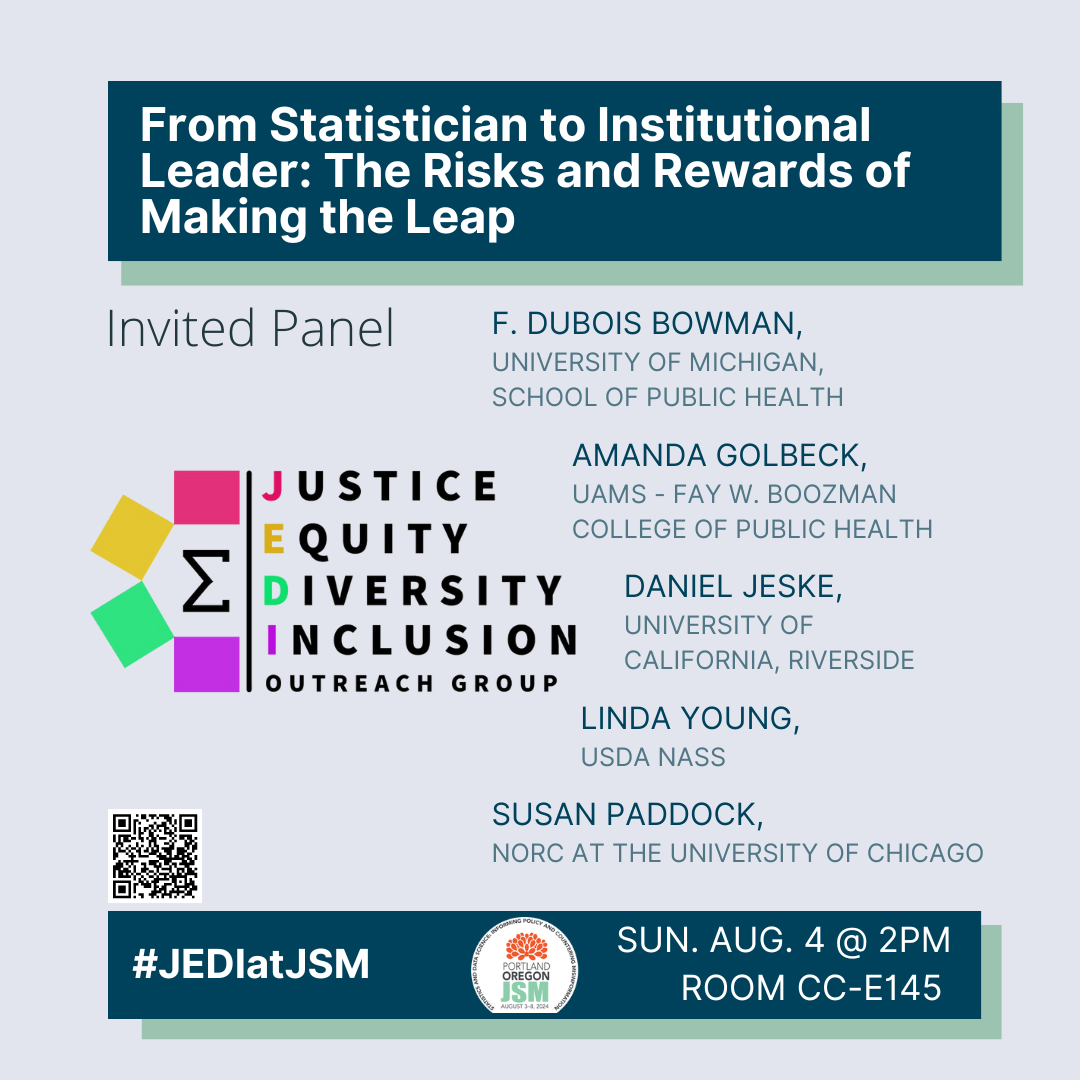 From Statistician to Institutional
Leader: The Risks and Rewards of
Making the Leap
Invited Panel
F. DUBOIS BOWMAN,
UNIVERSITY OF MICHIGAN,
SCHOOL OF PUBLIC HEALTH
AMANDA GOLBECK,
UAMS - FAY W. BOOZMAN
COLLEGE OF PUBLIC HEALTH
DANIEL JESKE,
UNIVERSITY OF
CALIFORNIA, RIVERSIDE
LINDA YOUNG,
USDA NASS
SUSAN PADDOCK,
NORC AT THE UNIVERSITY OF CHICAGO
Σ
JUSTICE
EQUITY
DIVERSITY
INCLUSION
OUTREACH GROUP
#JEDIatJSM
STATISTICS AND DATA SCIENCE: INFORMING POLICY AND COUNTERING MISINFORMATION
PORTLAND
OREGON
JSM
AUGUST 3-8, 2024
SUN. AUG. 4 @ 2PM
ROOM CC-E145